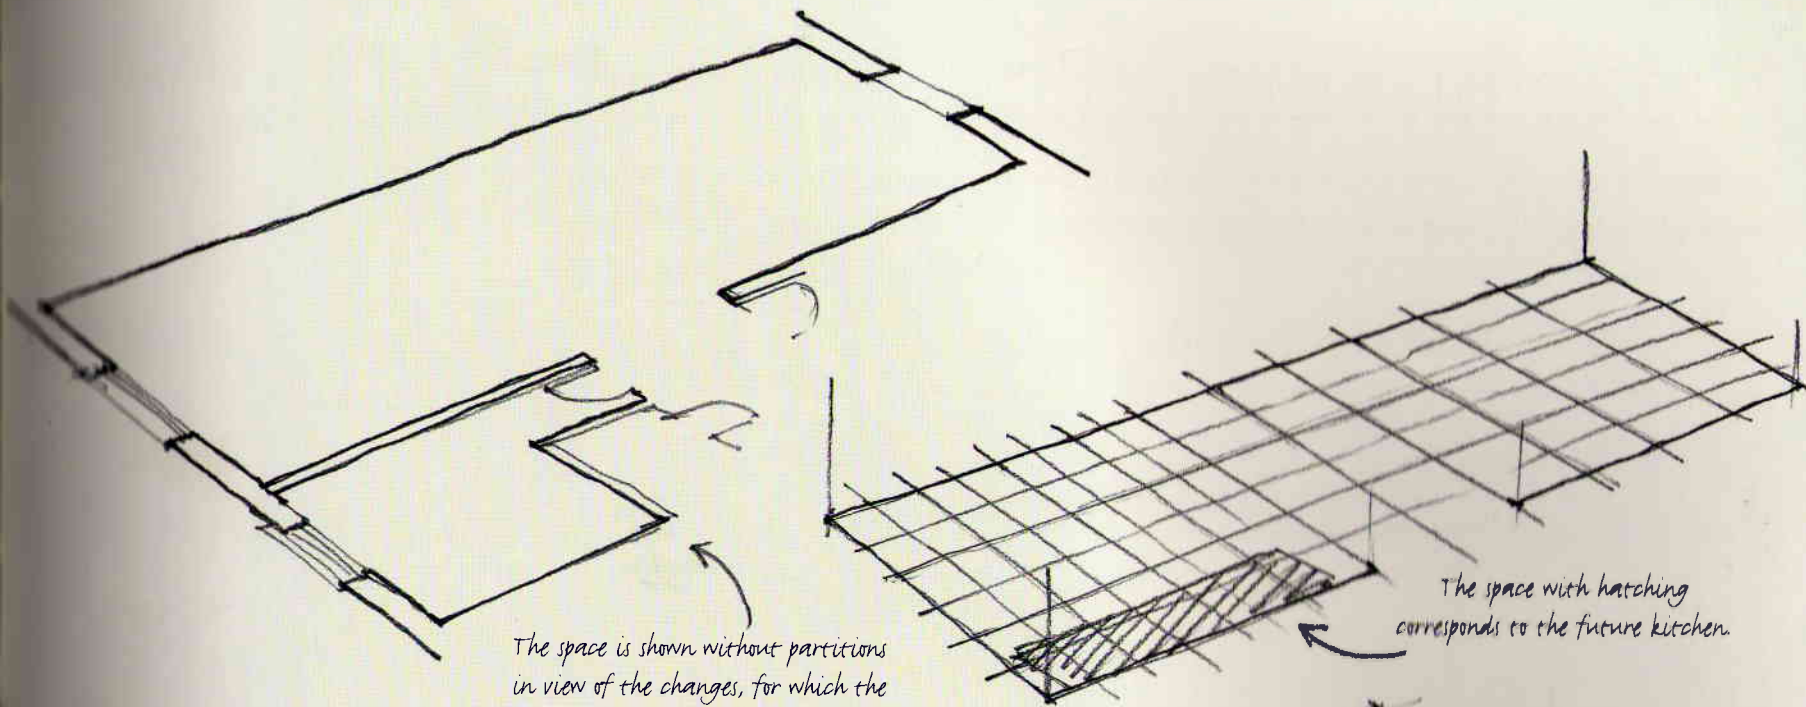 The space is shown without partitions
in view of the changes, for which the
The space with hatching
corresponds to the future kitchen.